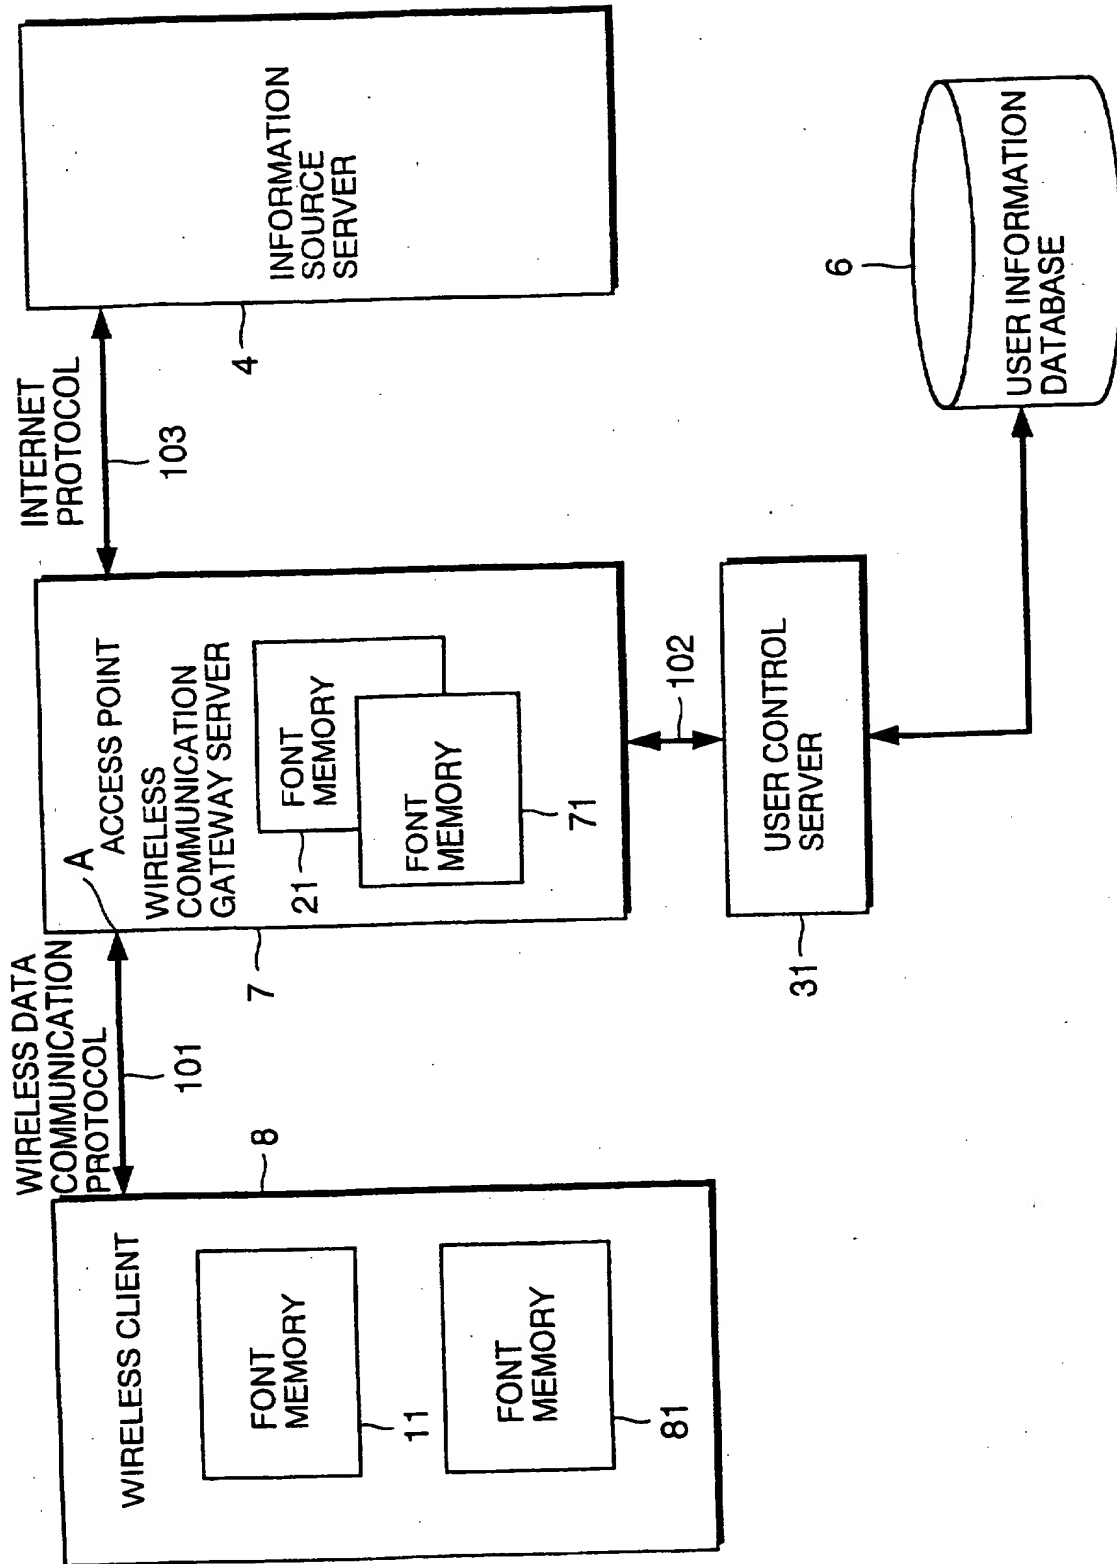 WIRELESS CLIENT
FONT
MEMORY
11
FONT
MEMORY
81
8
WIRELESS DATA
COMMUNICATION
PROTOCOL
101
A
ACCESS POINT
WIRELESS
COMMUNICATION
GATEWAY SERVER
7
21
FONT
MEMORY
FONT
MEMORY
71
102
USER CONTROL
SERVER
31
INTERNET
PROTOCOL
103
INFORMATION
SOURCE
SERVER
4
6
USER INFORMATION
DATABASE